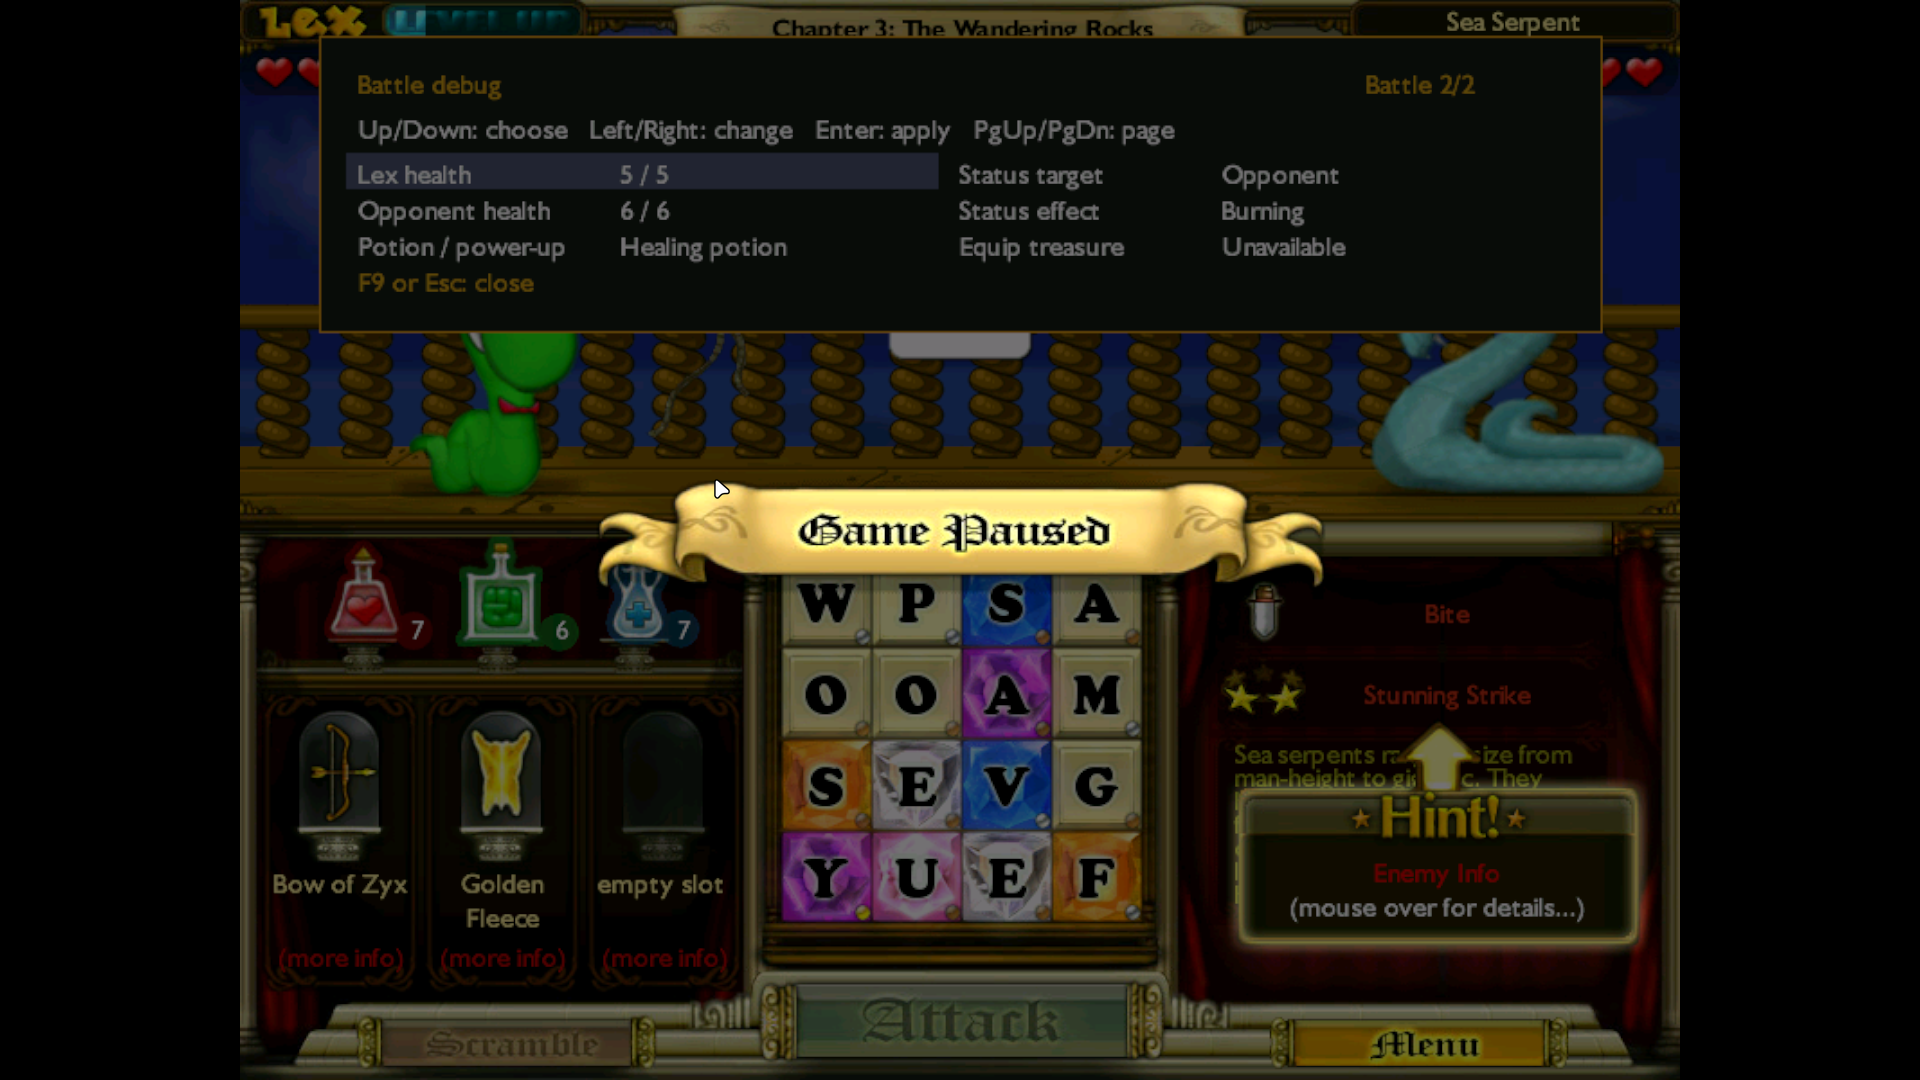 Lex LEVEL UP
Chapter 3: The Wandering Rocks
Sea Serpent
Battle debug
Battle 2/2
Up/Down: choose Left/Right: change Enter: apply PgUp/PgDn: page
Lex health 5 / 5 Status target Opponent
Opponent health 6 / 6 Status effect Burning
Potion / power-up Healing potion Equip treasure Unavailable
F9 or Esc: close
Game Paused
7 6 7
W P S A
O O A M
S E V G
Y U E F
Bite
Stunning Strike
Sea serpents size from
man-height to They
Hint!
Enemy Info
(mouse over for details...)
Bow of Zyx
Golden
Fleece
empty slot
(more info) (more info) (more info)
Scramble
Attack
Menu